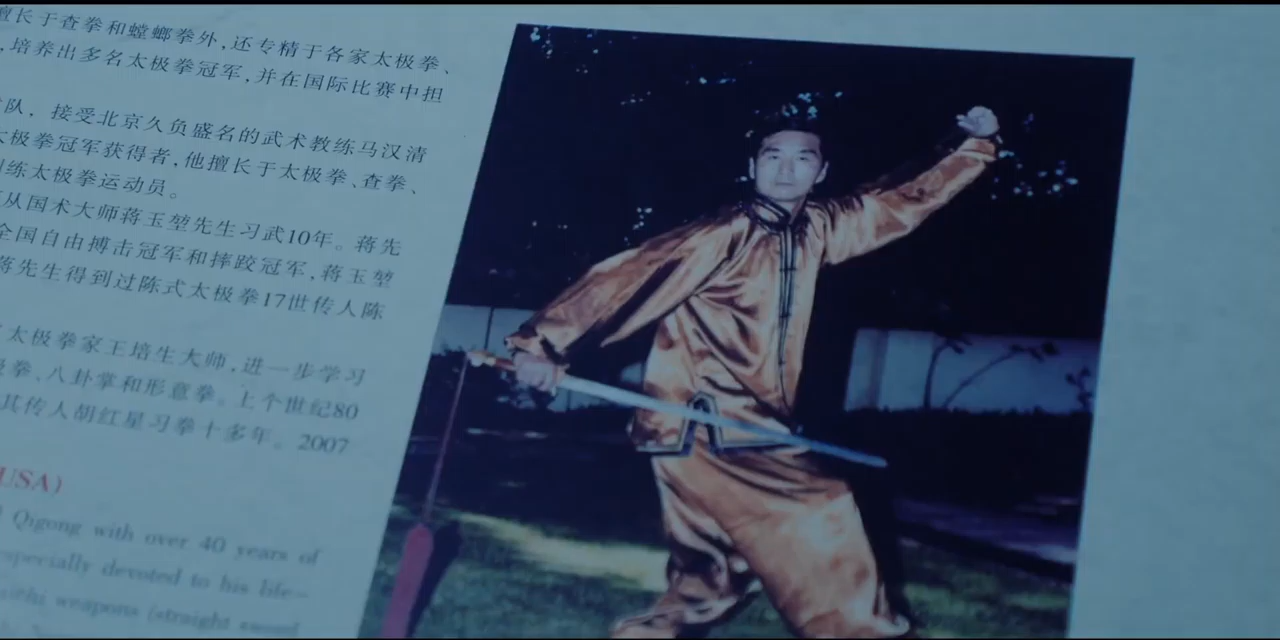 擅长于查拳和螳螂拳外,还专精于各家太极拳、
,培养出多名太极拳冠军,并在国际比赛中担
队, 接受北京久负盛名的武术教练马汉清
太极拳冠军获得者,他擅长于太极拳、查拳、
训练太极拳运动员。
从国术大师蒋玉堃先生习武10年。蒋先
全国自由搏击冠军和摔跤冠军,蒋玉堃
蒋先生得到过陈式太极拳17世传人陈
太极拳家王培生大师,进一步学习
拳、八卦掌和形意拳。上个世纪80
其传人胡红星习拳十多年。2007
USA)
Qigong with over 40 years of
especially devoted to his life-
weapons (straight sword